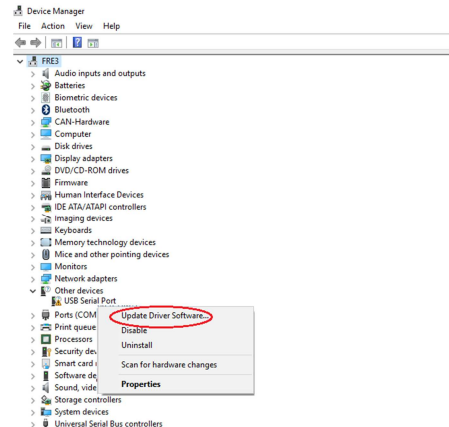 Device Manager
File Action View Help
FRE3
Audio inputs and outputs
Batteries
Biometric devices
Bluetooth
CAN-Hardware
Computer
Disk drives
Display adapters
DVD/CD-ROM drives
Firmware
Human Interface Devices
IDE ATA/ATAPI controllers
Imaging devices
Keyboards
Memory technology devices
Mice and other pointing devices
Monitors
Network adapters
Other devices
USB Serial Port
Ports (COM
Update Driver Software...
Print queue
Disable
Processors
Uninstall
Security dev
Smart card
Scan for hardware changes
Software de
Sound, vide
Properties
Storage controllers
System devices
Universal Serial Bus controllers